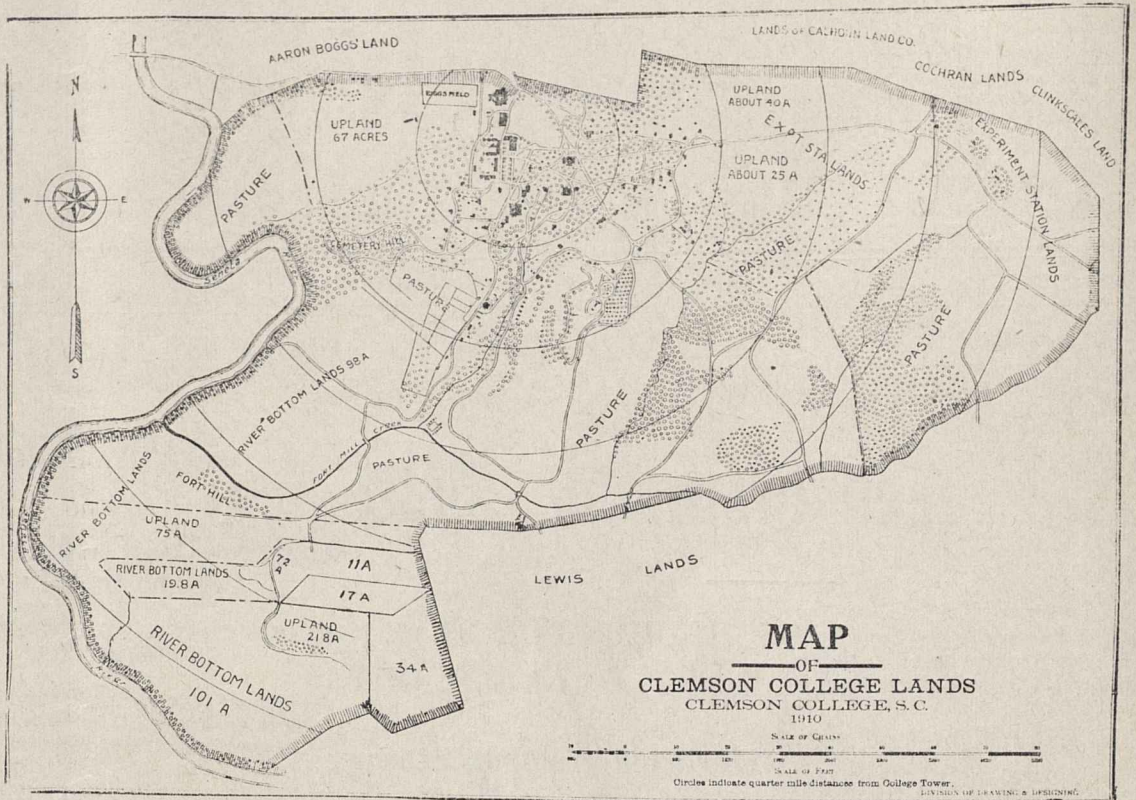 AARON BOGGS' LAND
LANDS OF CALHOUN LAND CO.
COCHRAN LANDS
CLINKSCALES LAND
N
W
E
S
UPLAND
67 ACRES
PASTURE
UPLAND
ABOUT 40 A
EXPT STA. LANDS
UPLAND
ABOUT 25 A
EXPERIMENT STATION LANDS
CEMETERY HILL
PASTURE
PASTURE
PASTURE
SENECA
RIVER BOTTOM LANDS 98 A
PASTURE
FORT HILL
PASTURE
RIVER BOTTOM LANDS
UPLAND
75 A
RIVER BOTTOM LANDS
19.8 A
72
A
11 A
17 A
UPLAND
21.8 A
34 A
RIVER BOTTOM LANDS
101 A
RIVER
LEWIS LANDS
MAP
OF
CLEMSON COLLEGE LANDS
CLEMSON COLLEGE, S. C.
1910
SCALE OF CHAINS
SCALE OF FEET
Circles indicate quarter mile distances from College Tower.
DIVISION OF DRAWING & DESIGNING